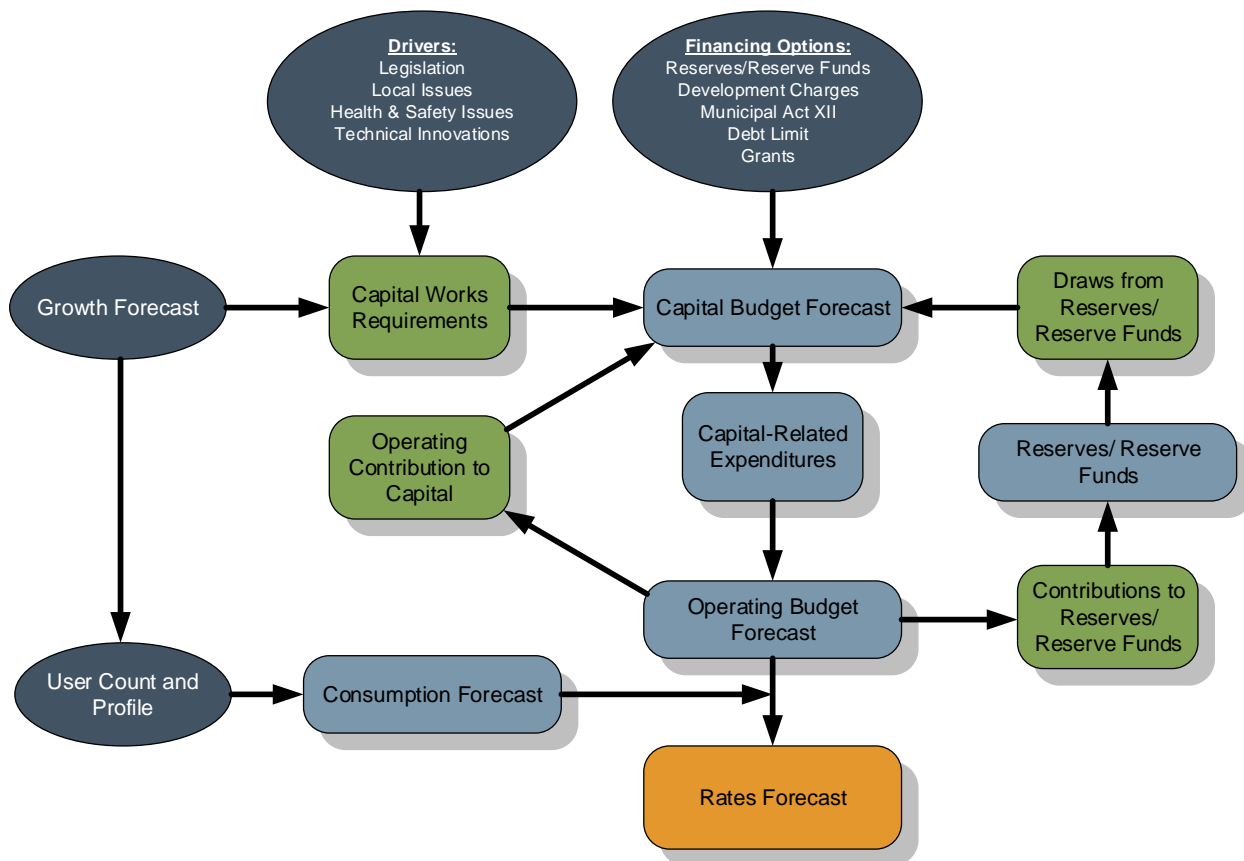 Drivers:
Legislation
Local Issues
Health & Safety Issues
Technical Innovations
Financing Options:
Reserves/Reserve Funds
Development Charges
Municipal Act XII
Debt Limit
Grants
Growth Forecast
Capital Works
Requirements
Capital Budget Forecast
Draws from
Reserves/
Reserve Funds
Operating
Contribution to
Capital
Capital-Related
Expenditures
Reserves/ Reserve
Funds
Operating Budget
Forecast
Contributions to
Reserves/
Reserve Funds
User Count and
Profile
Consumption Forecast
Rates Forecast